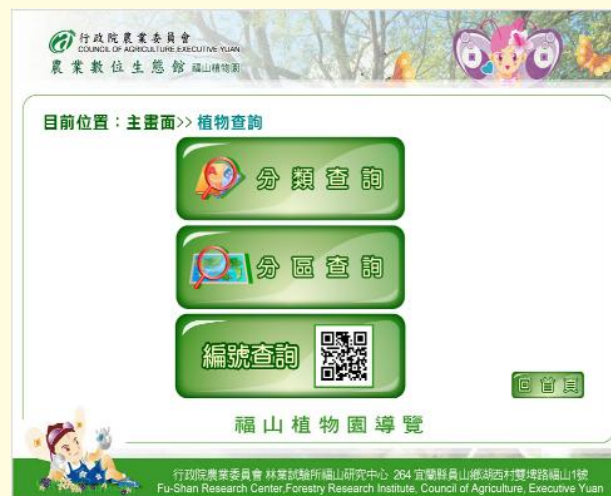 行政院農業委員會
COUNCIL OF AGRICULTURE,EXECUTIVE YUAN
農業數位生態館 福山植物園
目前位置：主畫面>> 植物查詢
分類查詢
分區查詢
編號查詢
回首頁
福山植物園導覽
行政院農業委員會 林業試驗所福山研究中心 264 宜蘭縣員山鄉湖西村雙埤路福山1號
Fu-Shan Research Center,Forestry Research Institute, Council of Agriculture, Executive Yuan